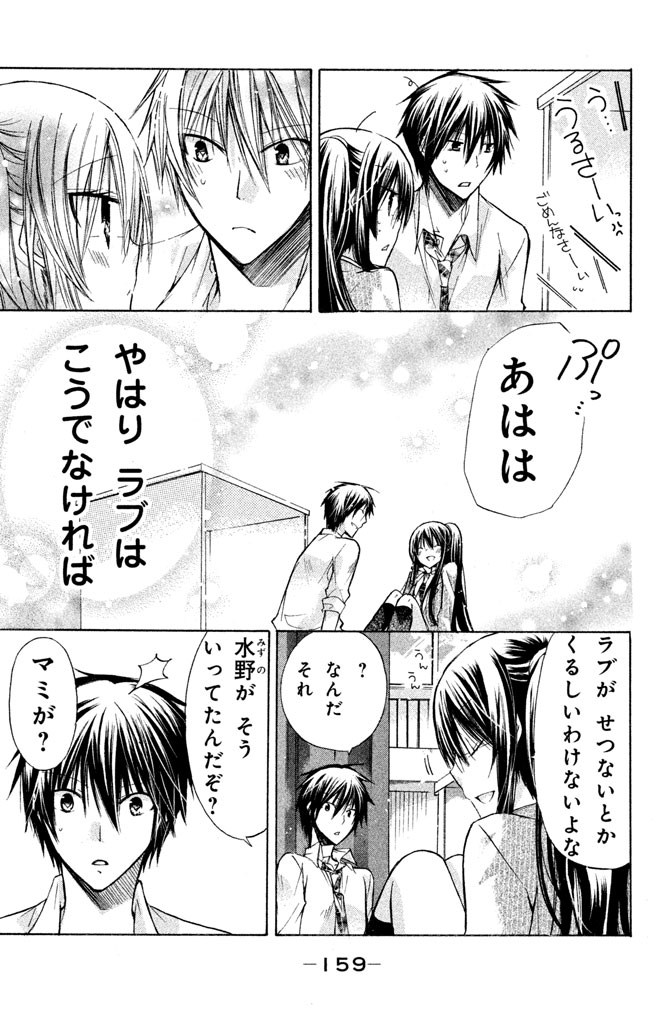 う…
うるさーいっ
ごめんなさーいっ
ぷっ…
あはは
やはり ラブは
こうでなければ
ラブが せつないとか
くるしいわけないよな
うん
うん
?
なんだ
それ
水野が そう
みずの
いってたんだぞ?
マミが?
-159-